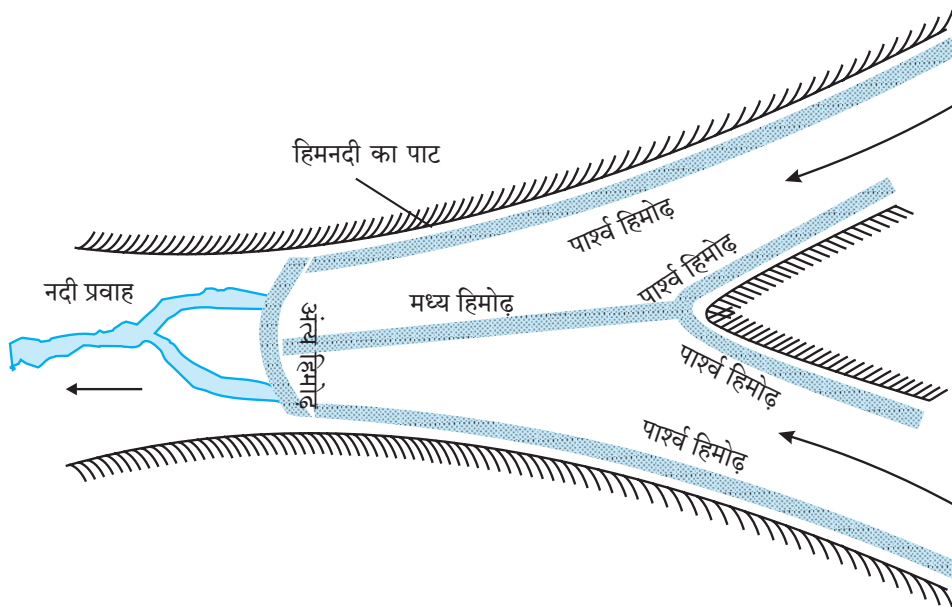 हिमनदी का पाट
पार्श्व हिमोढ़
पार्श्व हिमोढ़
नदी प्रवाह
मध्य हिमोढ़
अंत्य हिमोढ़
पार्श्व हिमोढ़
पार्श्व हिमोढ़